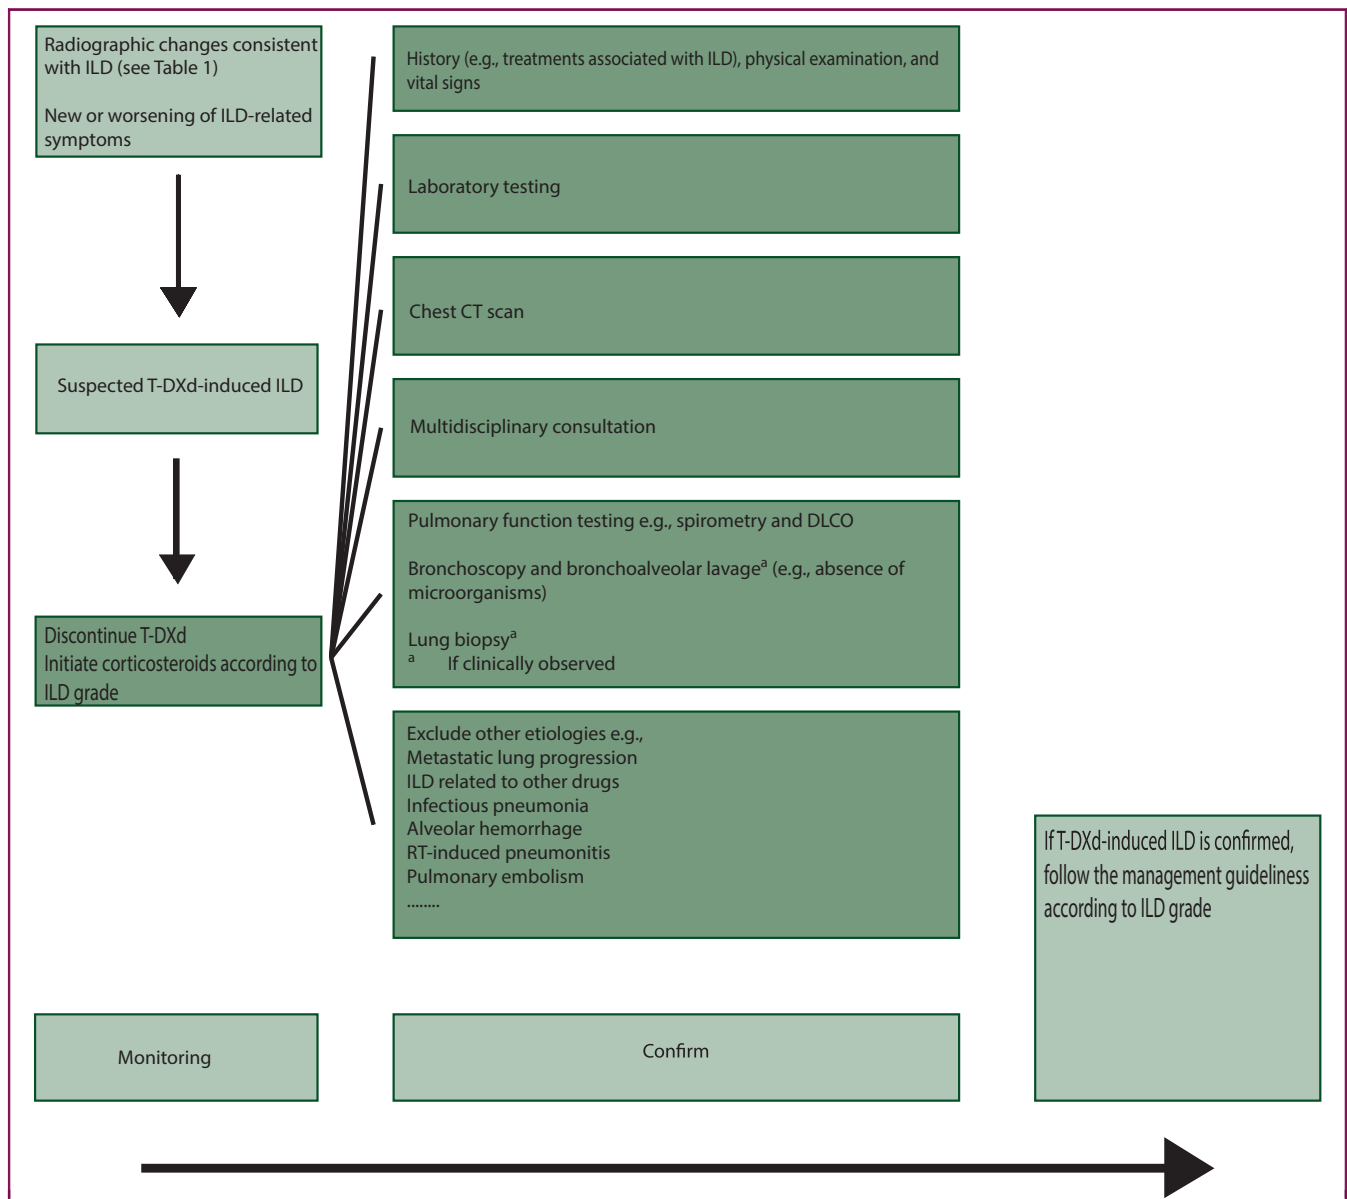 Radiographic changes consistent
with ILD (see Table 1)
New or worsening of ILD-related
symptoms
Suspected T-DXd-induced ILD
Discontinue T-DXd
Initiate corticosteroids according to
ILD grade
History (e.g., treatments associated with ILD), physical examination, and
vital signs
Laboratory testing
Chest CT scan
Multidisciplinary consultation
Pulmonary function testing e.g., spirometry and DLCO
Bronchoscopy and bronchoalveolar lavageᵃ (e.g., absence of
microorganisms)
Lung biopsyᵃ
ᵃ If clinically observed
Exclude other etiologies e.g.,
Metastatic lung progression
ILD related to other drugs
Infectious pneumonia
Alveolar hemorrhage
RT-induced pneumonitis
Pulmonary embolism
........
If T-DXd-induced ILD is confirmed,
follow the management guideliness
according to ILD grade
Monitoring
Confirm